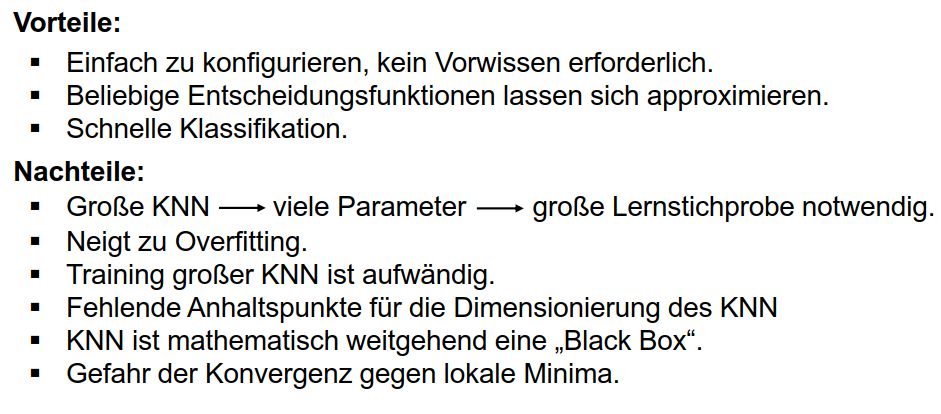 Vorteile:
▪ Einfach zu konfigurieren, kein Vorwissen erforderlich.
▪ Beliebige Entscheidungsfunktionen lassen sich approximieren.
▪ Schnelle Klassifikation.
Nachteile:
▪ Große KNN ⟶ viele Parameter ⟶ große Lernstichprobe notwendig.
▪ Neigt zu Overfitting.
▪ Training großer KNN ist aufwändig.
▪ Fehlende Anhaltspunkte für die Dimensionierung des KNN
▪ KNN ist mathematisch weitgehend eine „Black Box“.
▪ Gefahr der Konvergenz gegen lokale Minima.